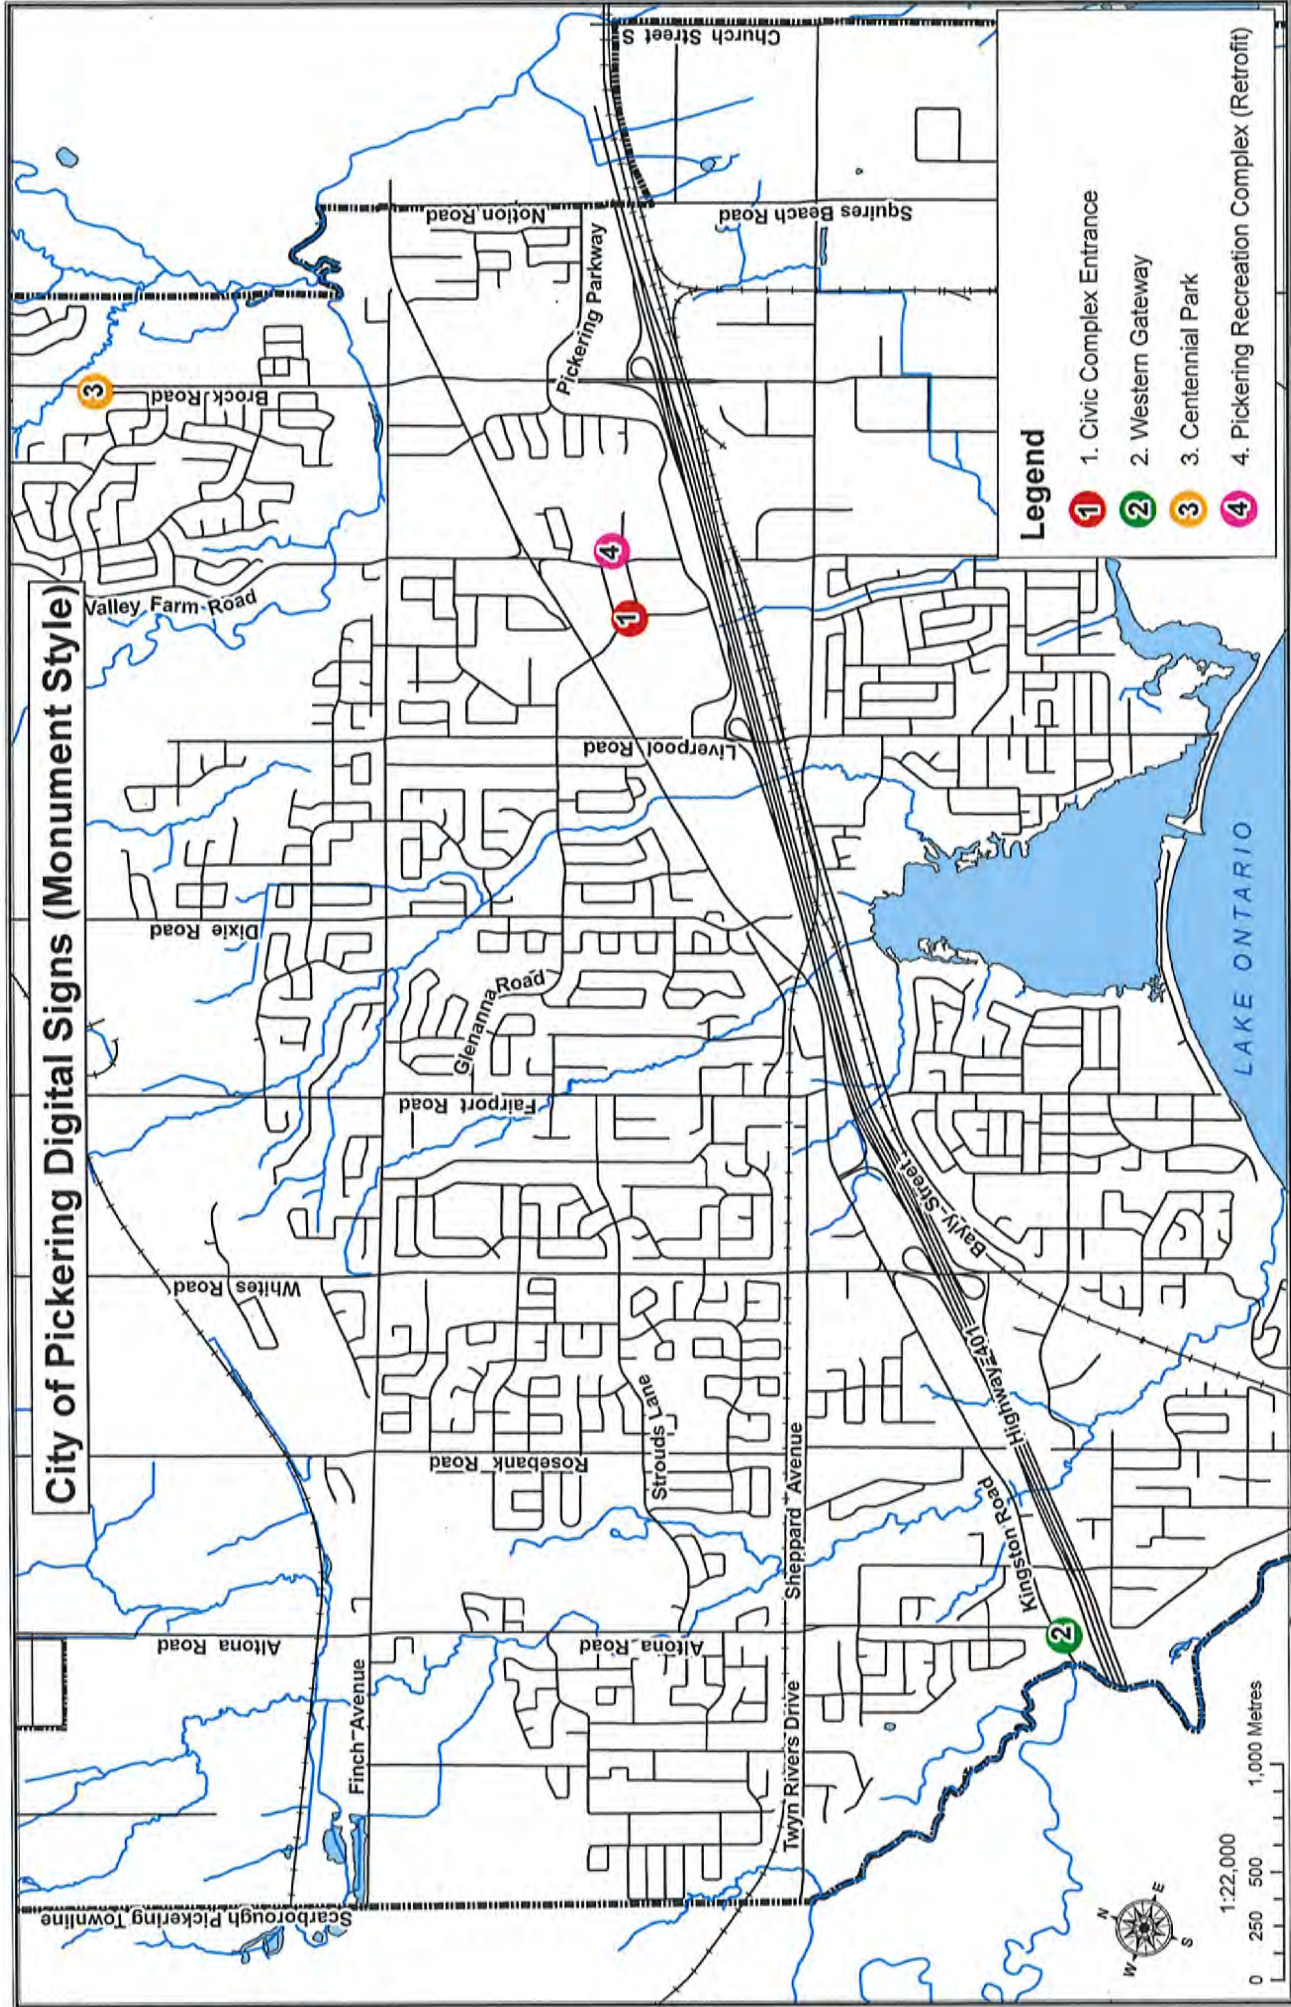 City of Pickering Digital Signs (Monument Style)
Scarborough Pickering Townline
Finch Avenue
Altona Road
Altona Road
Twyn Rivers Drive
Sheppard Avenue
Strouds Lane
Rosebank Road
Whites Road
Kingston Road
Highway 401
Bayly Street
Fairport Road
Glenanna Road
Dixie Road
Liverpool Road
Valley Farm Road
Brock Road
Pickering Parkway
Notion Road
Squires Beach Road
Church Street S
LAKE ONTARIO
1
2
3
4
Legend
1 1. Civic Complex Entrance
2 2. Western Gateway
3 3. Centennial Park
4 4. Pickering Recreation Complex (Retrofit)
N
E
S
W
1:22,000
0 250 500 1,000 Metres